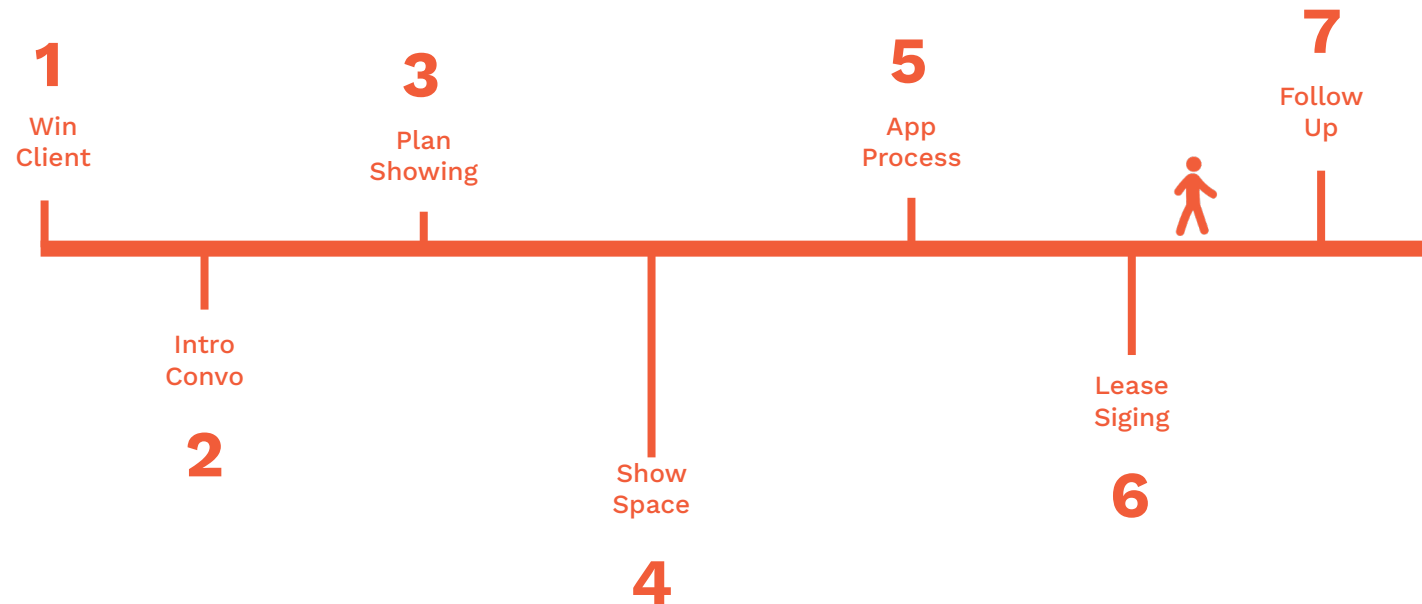 1
Win
Client
Intro
Convo
2
3
Plan
Showing
Show
Space
4
5
App
Process
Lease
Siging
6
7
Follow
Up